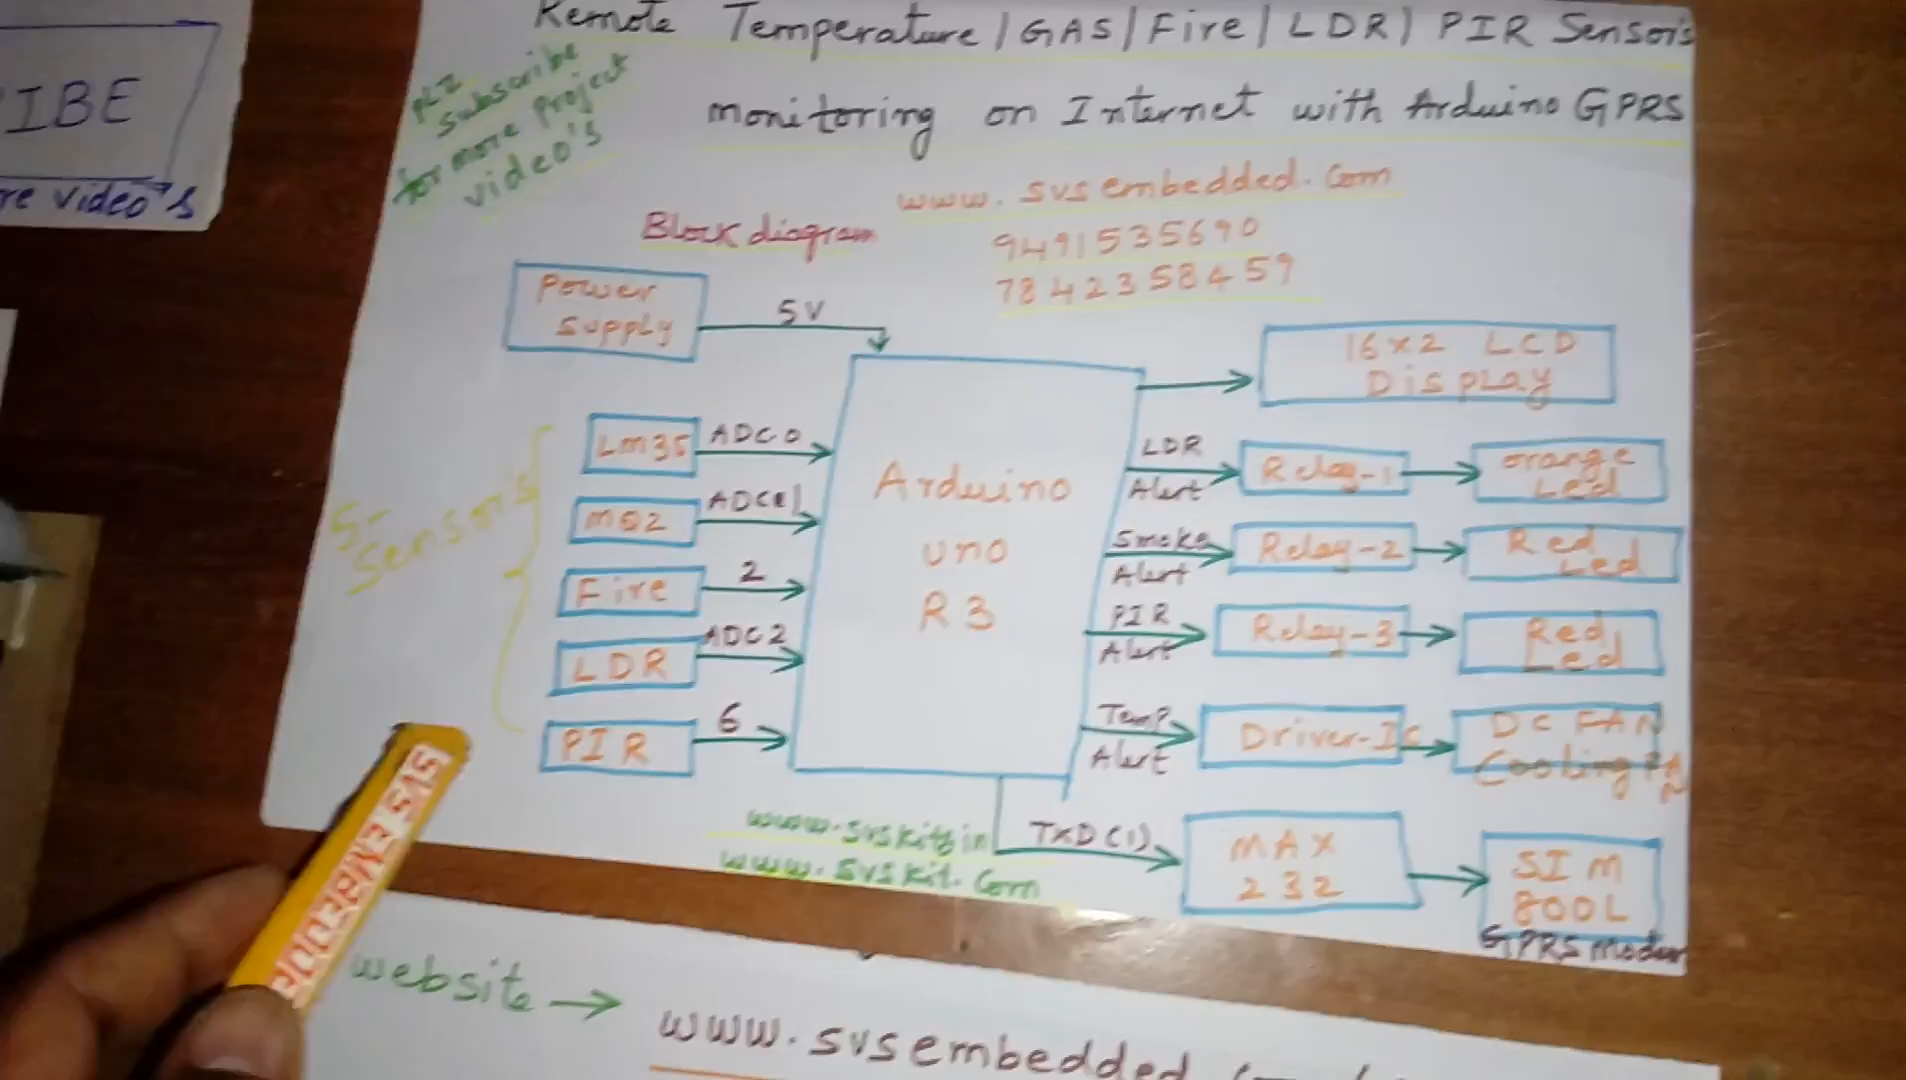 IBE
re video's
Remote Temperature/GAS/Fire/LDR/PIR Sensors
monitoring on Internet with Arduino GPRS
PLZ
subscribe
for more project
video's
www.svsembedded.com
9491535690
7842358459
Block diagram
Power
supply
5V
16x2 LCD
Display
5-
Sensor's
Lm35
ADC0
MQ2
Fire
2
LDR
ADC2
PIR
6
Arduino
uno
R3
LDR
Alert
Relay-1
orange
Led
Smoke
Alert
Relay-2
Red
Led
PIR
Alert
Relay-3
Red
Led
Temp
Alert
Driver-IC
DC FAN
Cooling
TXD(1)
MAX
232
SIM
800L
GPRS modem
www.svskits.in
www.svskit.com
SVS EMBEDDE
website →
www.svsembedded.